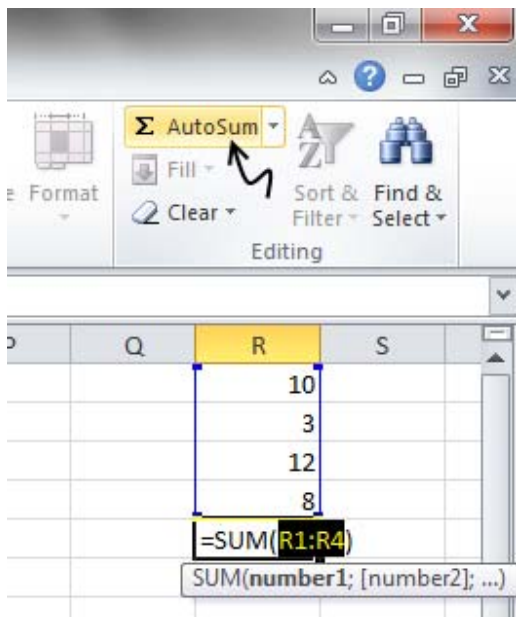 Σ AutoSum
Fill
Clear
Format
Sort &
Filter
Find &
Select
Editing
Q R S
10
3
12
8
=SUM(R1:R4)
SUM(number1; [number2]; ...)